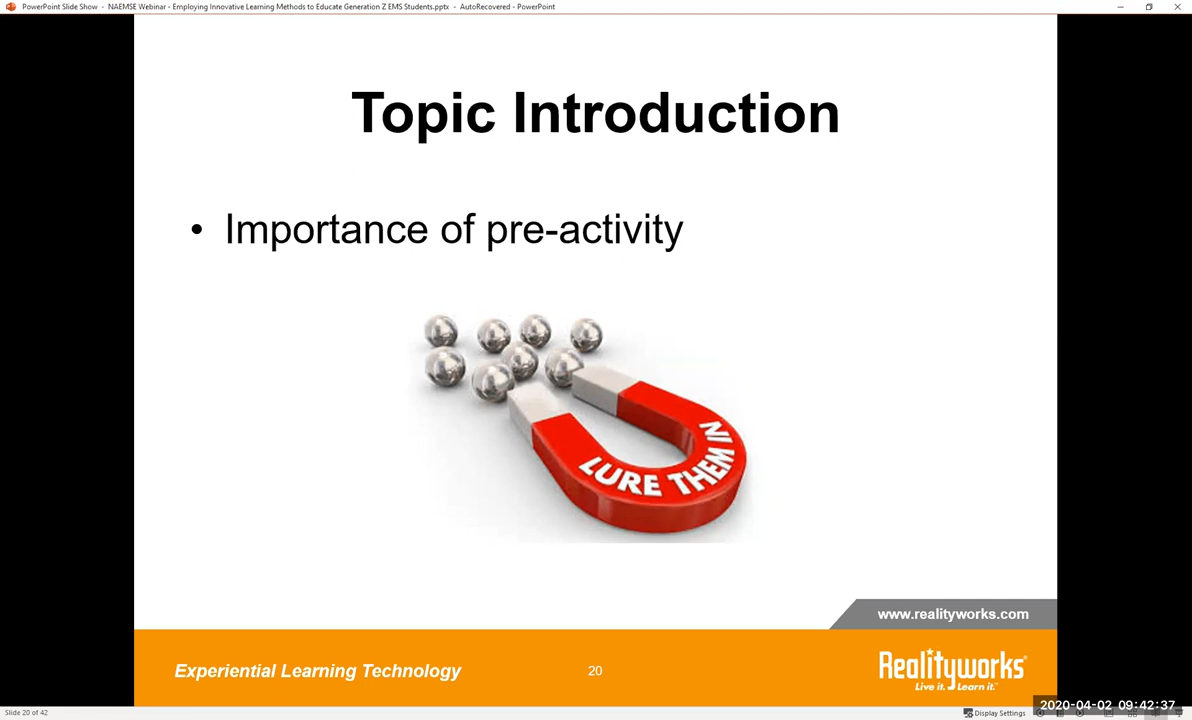 PowerPoint Slide Show - NAEMSE Webinar - Employing Innovative Learning Methods to Educate Generation Z EMS Students.pptx - AutoRecovered - PowerPoint
Topic Introduction
• Importance of pre-activity
LURE THEM IN
www.realityworks.com
Experiential Learning Technology
20
Realityworks®
Live it. Learn it.™
2020-04-02 09:42:37
Slide 20 of 42
Display Settings